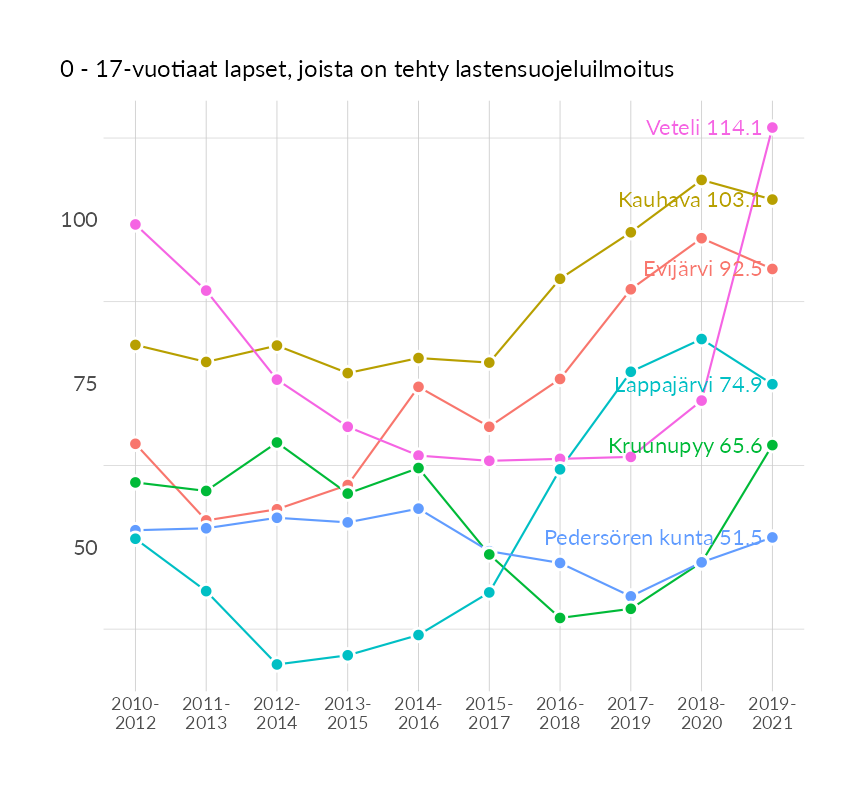 0 - 17-vuotiaat lapset, joista on tehty lastensuojeluilmoitus
Veteli 114.1
Kauhava 103.1
100
Evijärvi 92.5
75
Lappajärvi 74.9
Kruunupyy 65.6
Pedersören kunta 51.5
50
2010- 2011- 2012- 2013- 2014- 2015- 2016- 2017- 2018- 2019-
2012 2013 2014 2015 2016 2017 2018 2019 2020 2021